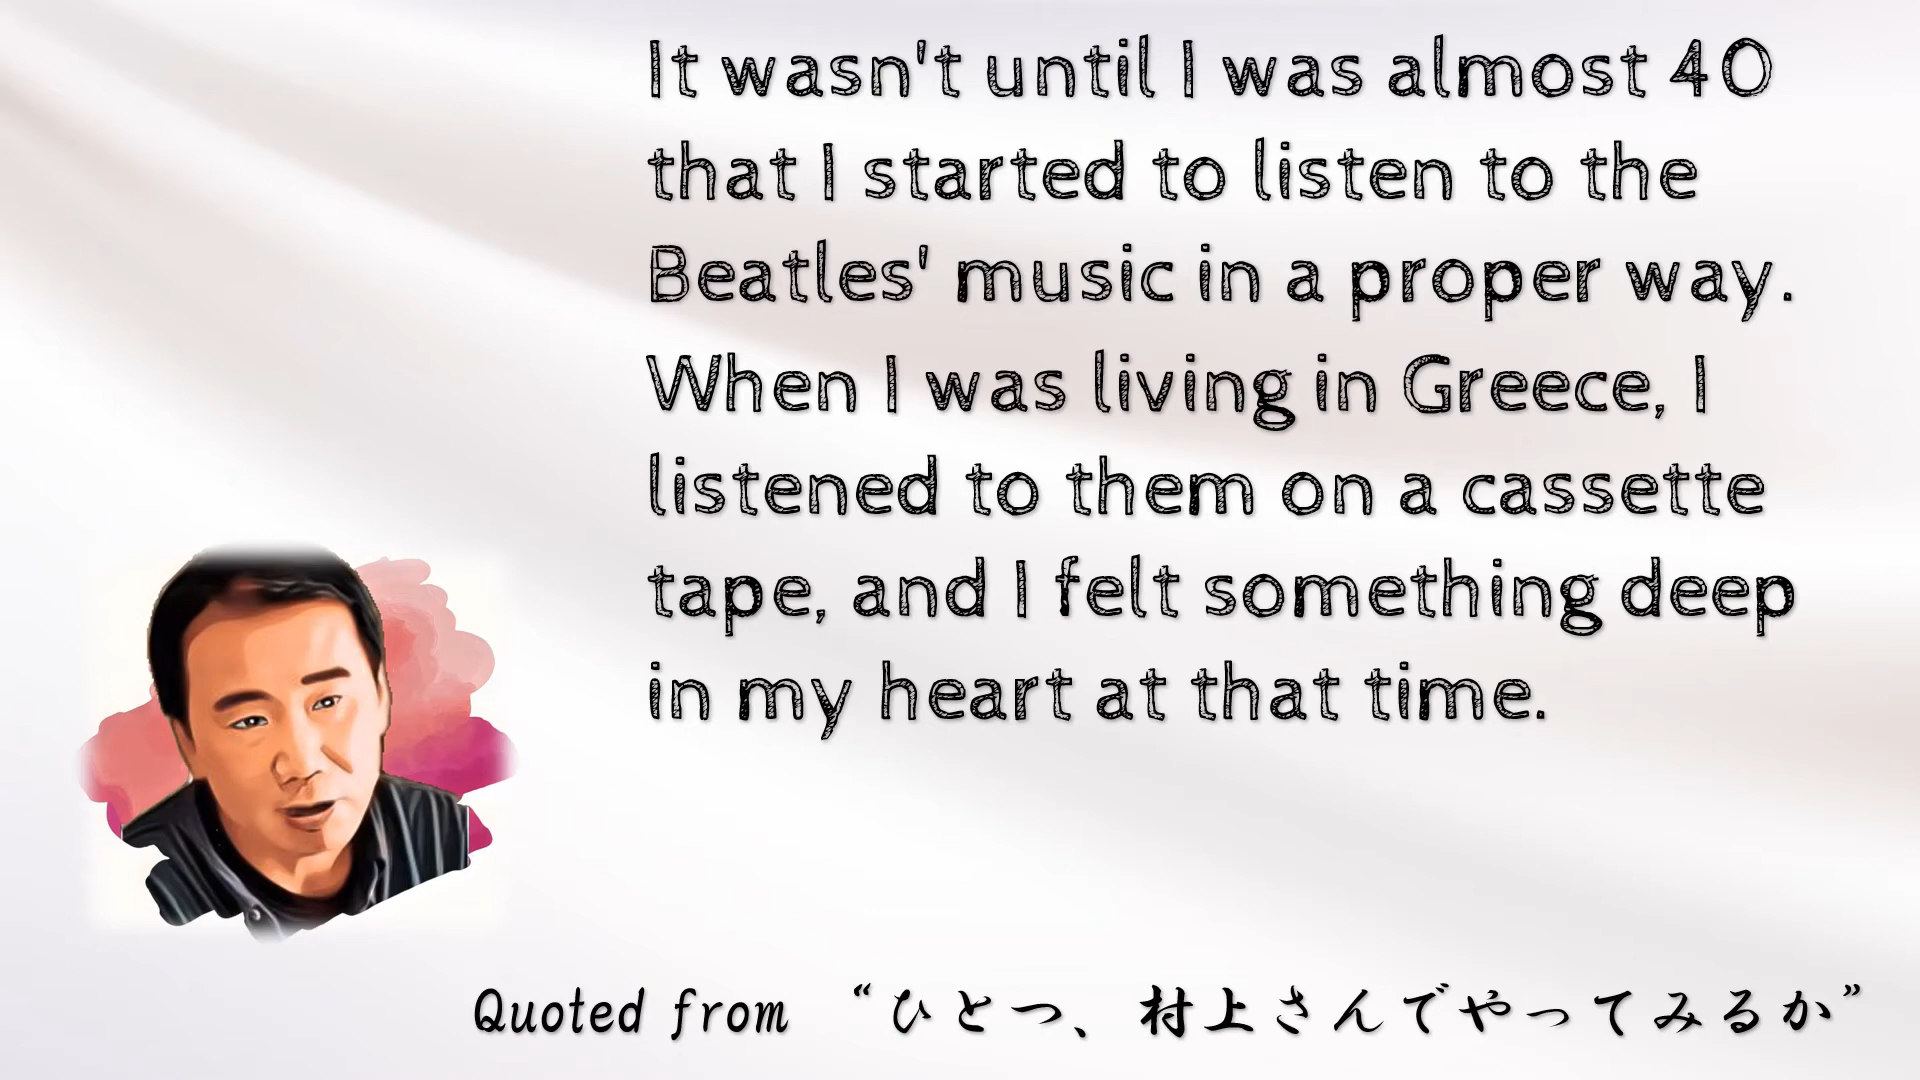 It wasn't until I was almost 40
that I started to listen to the
Beatles' music in a proper way.
When I was living in Greece, I
listened to them on a cassette
tape, and I felt something deep
in my heart at that time.
Quoted from “ひとつ、村上さんでやってみるか”